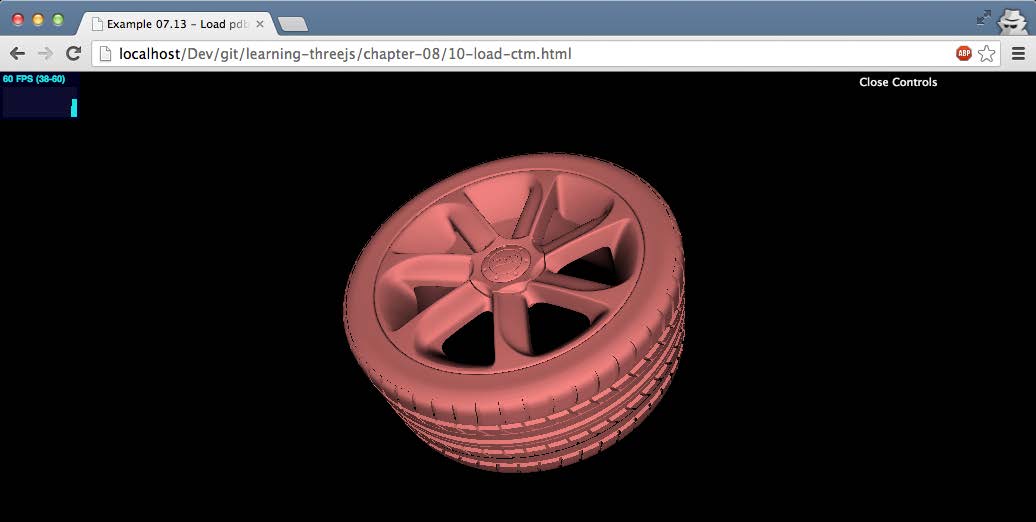 Example 07.13 - Load pdb
localhost/Dev/git/learning-threejs/chapter-08/10-load-ctm.html
ABP
60 FPS (38-60)
Close Controls